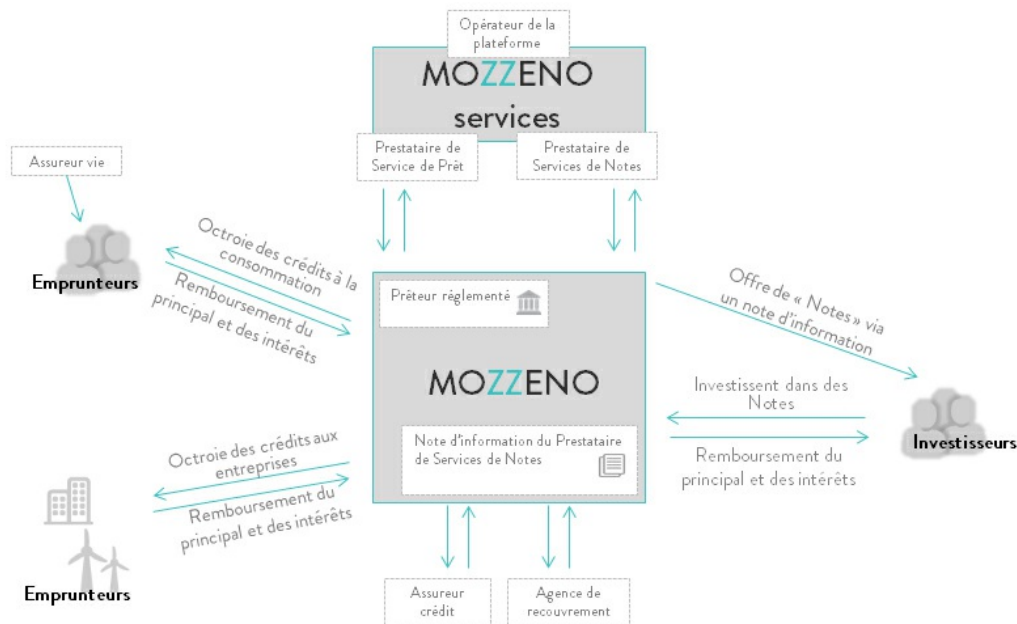 Opérateur de la
plateforme
MOZZENO
services
Prestataire de
Service de Prêt
Prestataire de
Services de Notes
Assureur vie
Emprunteurs
Octroie des crédits à la
consommation
Remboursement du
principal et des intérêts
Prêteur réglementé
MOZZENO
Note d'information du Prestataire
de Services de Notes
Offre de « Notes » via
un note d'information
Investissent dans des
Notes
Investisseurs
Remboursement du
principal et des intérêts
Octroie des crédits aux
entreprises
Remboursement du
principal et des intérêts
Emprunteurs
Assureur
crédit
Agence de
recouvrement